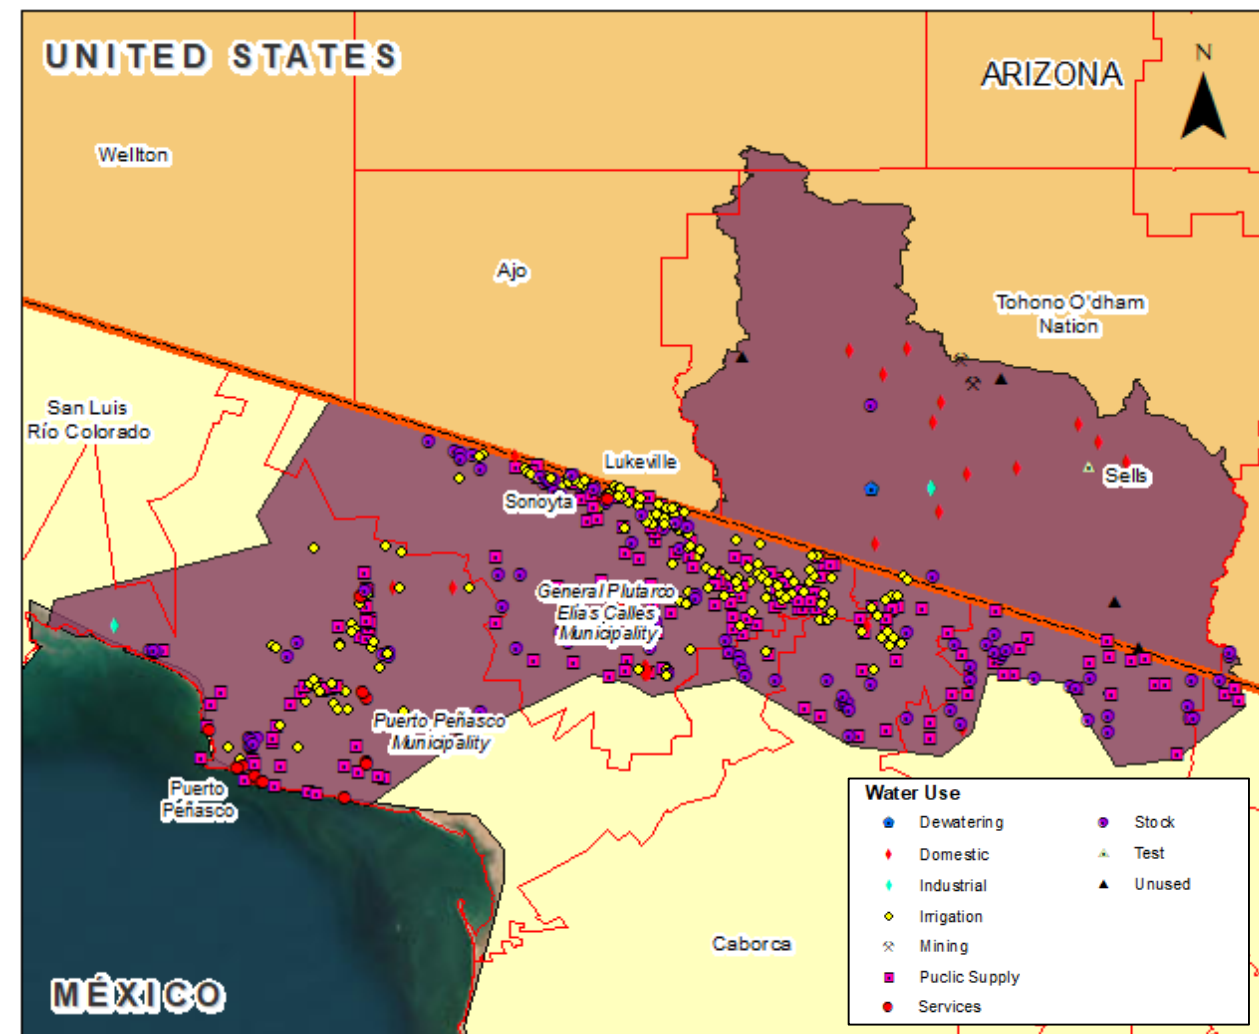 UNITED STATES
ARIZONA
N
Wellton
Ajo
Tohono O'dham
Nation
San Luis
Río Colorado
Lukeville
Sonoyta
Sells
General Plutarco
Elias Calles
Municipality
Puerto Peñasco
Municipality
Puerto
Peñasco
Caborca
MÉXICO
Water Use
Dewatering
Domestic
Industrial
Irrigation
Mining
Puclic Supply
Services
Stock
Test
Unused